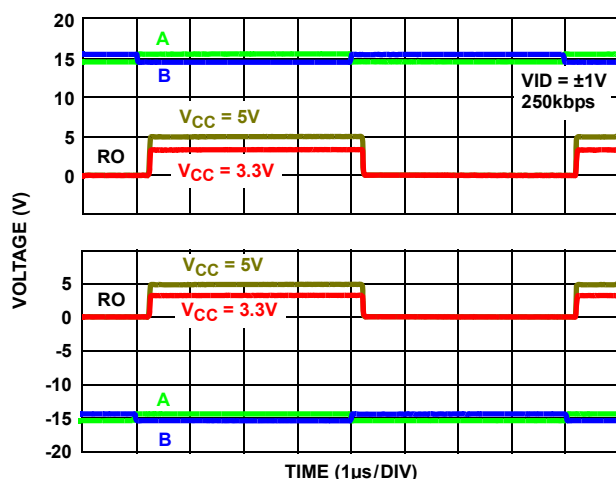 20
15
10
5
0
A
B
VID = ±1V
250kbps
VCC = 5V
RO
VCC = 3.3V
VOLTAGE (V)
5
0
-5
-10
-15
-20
VCC = 5V
RO
VCC = 3.3V
A
B
TIME (1µs/DIV)